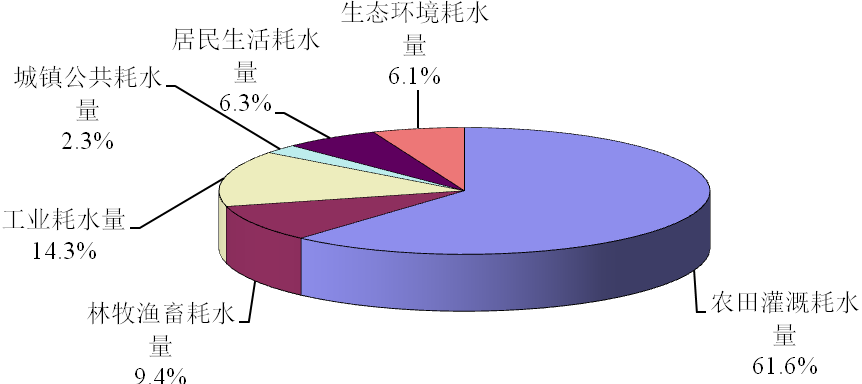 生态环境耗水
量
6.1%
居民生活耗水
量
6.3%
城镇公共耗水
量
2.3%
工业耗水量
14.3%
林牧渔畜耗水
量
9.4%
农田灌溉耗水
量
61.6%